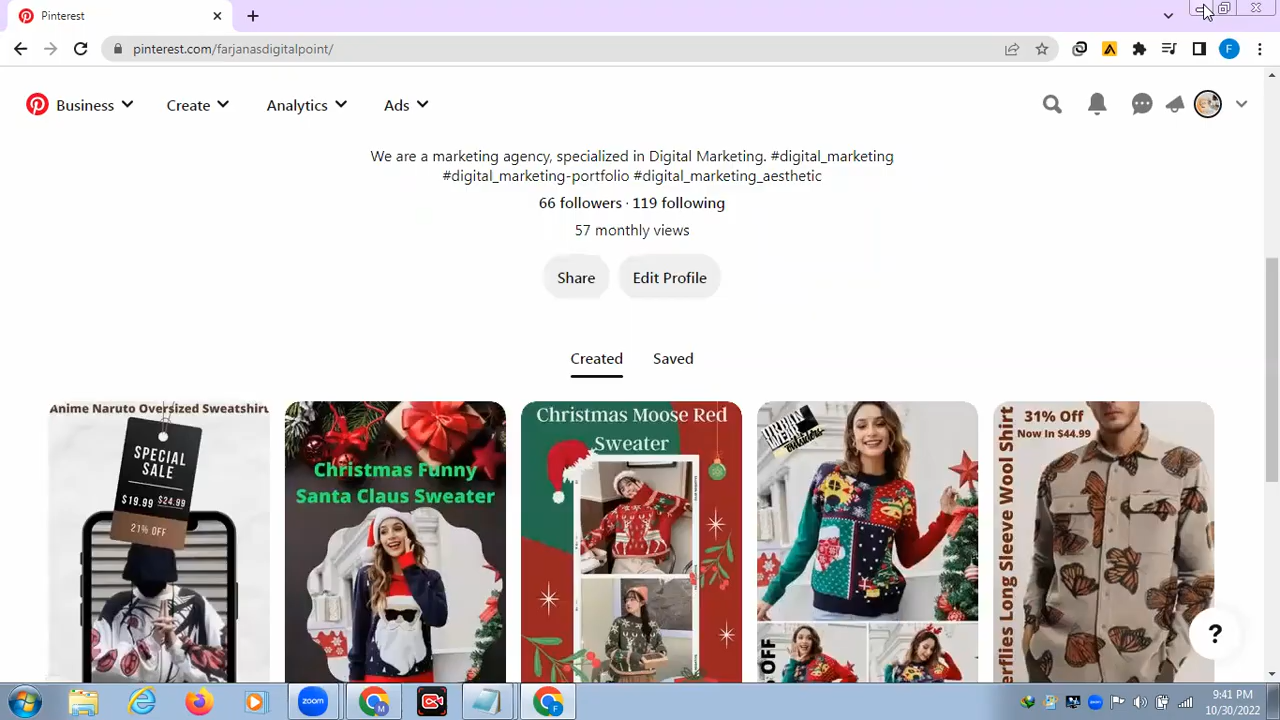 Pinterest
pinterest.com/farjanasdigitalpoint/
F
Business
Create
Analytics
Ads
We are a marketing agency, specialized in Digital Marketing. #digital_marketing
#digital_marketing-portfolio #digital_marketing_aesthetic
66 followers · 119 following
57 monthly views
Share
Edit Profile
Created
Saved
Anime Naruto Oversized Sweatshirt
SPECIAL
SALE
$19.99 $24.99
21% OFF
Christmas Funny
Santa Claus Sweater
Christmas Moose Red
Sweater
OFF
31% Off
Now In $44.99
erflies Long Sleeve Wool Shirt
?
zoom
M
F
zoom
9:41 PM
10/30/2022